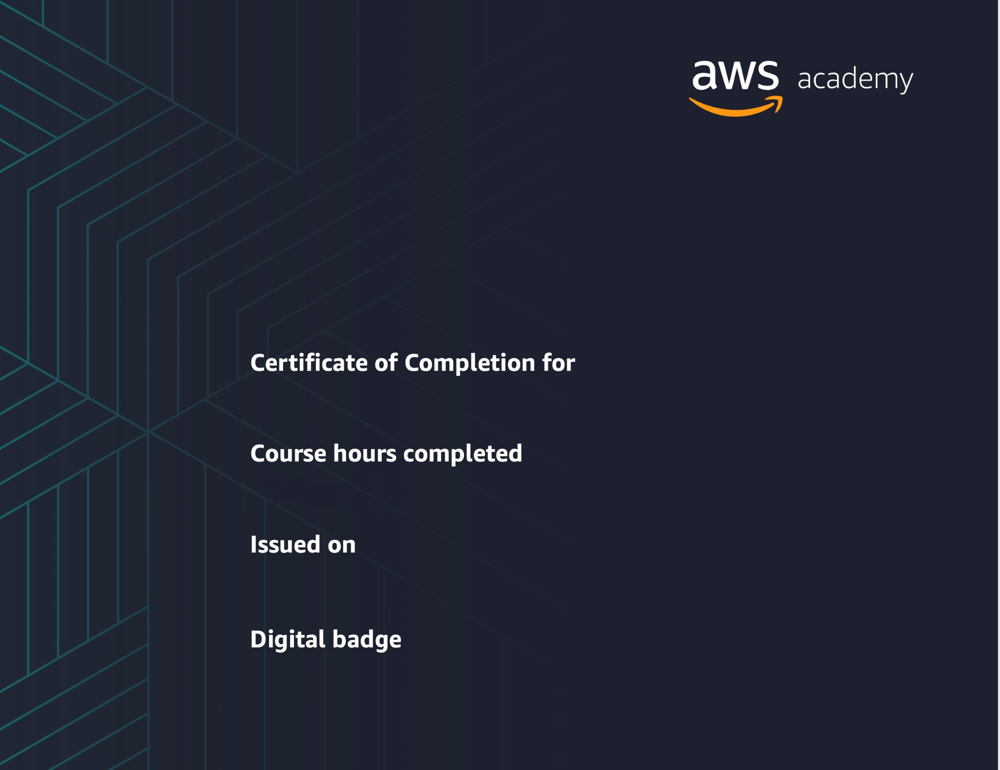 aws academy
Certificate of Completion for
Course hours completed
Issued on
Digital badge